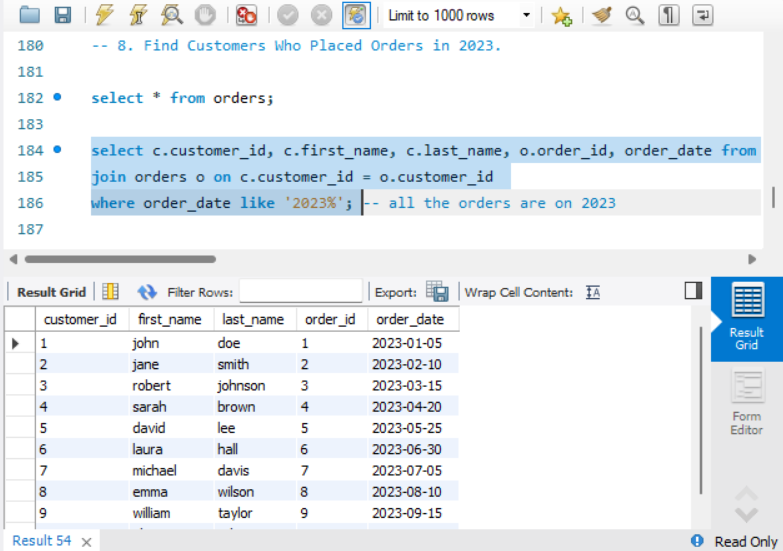 Limit to 1000 rows
180 -- 8. Find Customers Who Placed Orders in 2023.
181
182 select * from orders;
183
184 select c.customer_id, c.first_name, c.last_name, o.order_id, order_date from
185 join orders o on c.customer_id = o.customer_id
186 where order_date like '2023%'; -- all the orders are on 2023
187
Result Grid Filter Rows: Export: Wrap Cell Content: IA
customer_id first_name last_name order_id order_date
1 john doe 1 2023-01-05
2 jane smith 2 2023-02-10
3 robert johnson 3 2023-03-15
4 sarah brown 4 2023-04-20
5 david lee 5 2023-05-25
6 laura hall 6 2023-06-30
7 michael davis 7 2023-07-05
8 emma wilson 8 2023-08-10
9 william taylor 9 2023-09-15
Result
Grid
Form
Editor
Result 54
Read Only